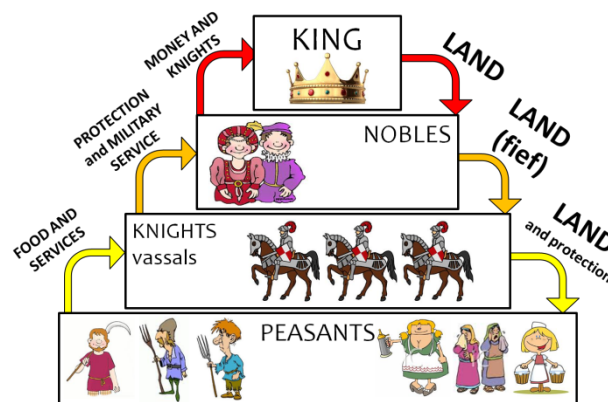 MONEY AND
KNIGHTS
KING
LAND
PROTECTION
and MILITARY
SERVICE
NOBLES
LAND
(fief)
FOOD AND
SERVICES
KNIGHTS
vassals
LAND
and protection
PEASANTS